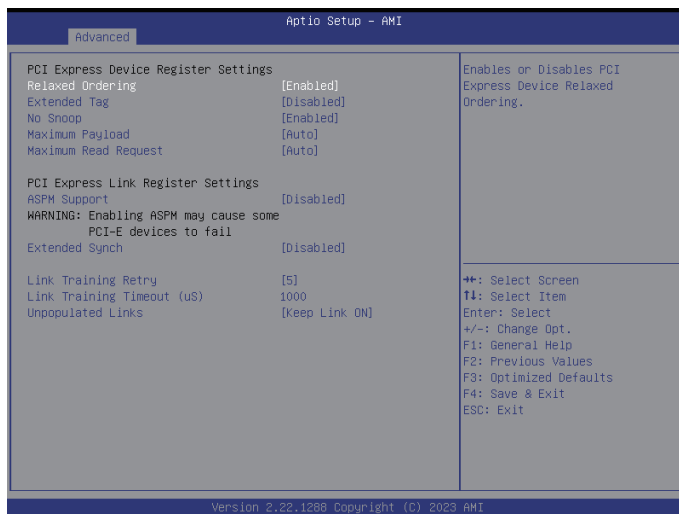 Aptio Setup – AMI
Advanced
PCI Express Device Register Settings
Relaxed Ordering [Enabled]
Extended Tag [Disabled]
No Snoop [Enabled]
Maximum Payload [Auto]
Maximum Read Request [Auto]
PCI Express Link Register Settings
ASPM Support [Disabled]
WARNING: Enabling ASPM may cause some
PCI-E devices to fail
Extended Synch [Disabled]
Link Training Retry [5]
Link Training Timeout (uS) 1000
Unpopulated Links [Keep Link ON]
Enables or Disables PCI
Express Device Relaxed
Ordering.
→←: Select Screen
↑↓: Select Item
Enter: Select
+/-: Change Opt.
F1: General Help
F2: Previous Values
F3: Optimized Defaults
F4: Save & Exit
ESC: Exit
Version 2.22.1288 Copyright (C) 2023 AMI